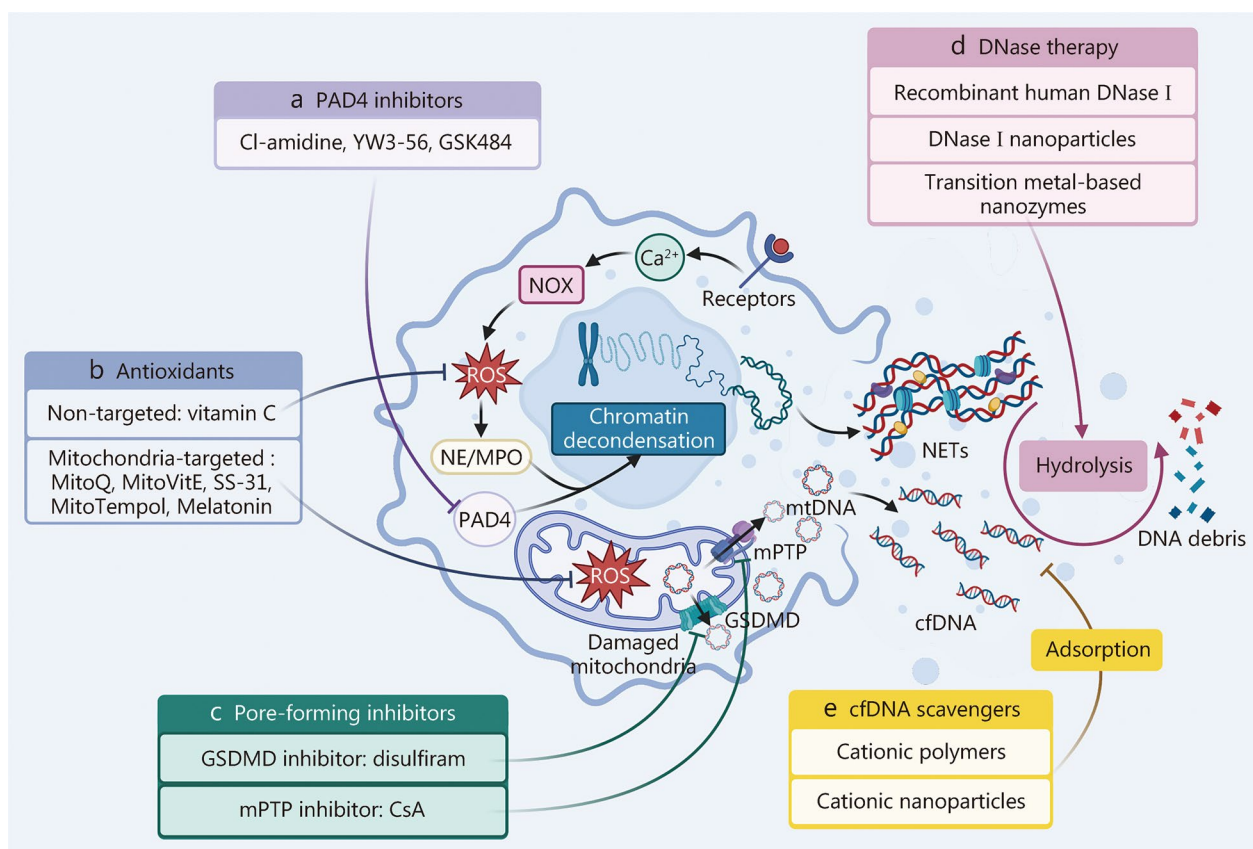 a PAD4 inhibitors
Cl-amidine, YW3-56, GSK484
b Antioxidants
Non-targeted: vitamin C
Mitochondria-targeted :
MitoQ, MitoVitE, SS-31,
MitoTempol, Melatonin
c Pore-forming inhibitors
GSDMD inhibitor: disulfiram
mPTP inhibitor: CsA
d DNase therapy
Recombinant human DNase I
DNase I nanoparticles
Transition metal-based
nanozymes
e cfDNA scavengers
Cationic polymers
Cationic nanoparticles
Receptors
Ca²⁺
NOX
ROS
NE/MPO
PAD4
Chromatin
decondensation
ROS
Damaged
mitochondria
mtDNA
mPTP
GSDMD
NETs
cfDNA
Hydrolysis
DNA debris
Adsorption